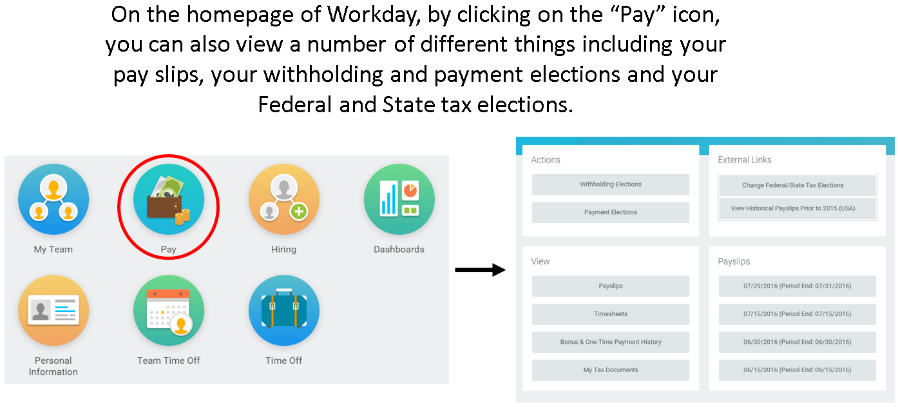 On the homepage of Workday, by clicking on the “Pay” icon,
you can also view a number of different things including your
pay slips, your withholding and payment elections and your
Federal and State tax elections.
My Team
Pay
Hiring
Dashboards
Personal
Information
Team Time Off
Time Off
Actions
Withholding Elections
Payment Elections
External Links
Change Federal/State Tax Elections
View Historical Payslips Prior to 2015 (USA)
View
Payslips
Timesheets
Bonus & One-Time Payment History
My Tax Documents
Payslips
07/29/2016 (Period End: 07/31/2016)
07/15/2016 (Period End: 07/15/2016)
06/30/2016 (Period End: 06/30/2016)
06/15/2016 (Period End: 06/15/2016)